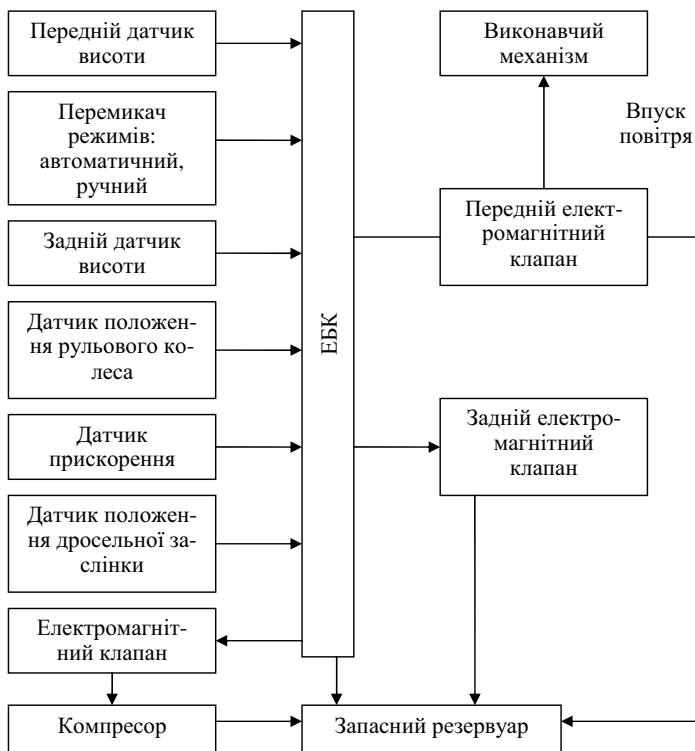 Передній датчик
висоти
Перемикач
режимів:
автоматичний,
ручний
Задній датчик
висоти
Датчик положен-
ня рульового ко-
леса
Датчик
прискорення
Датчик положен-
ня дросельної за-
слінки
Електромагніт-
ний клапан
Компресор
ЕБК
Виконавчий
механізм
Впуск
повітря
Передній елект-
ромагнітний
клапан
Задній електро-
магнітний
клапан
Запасний резервуар